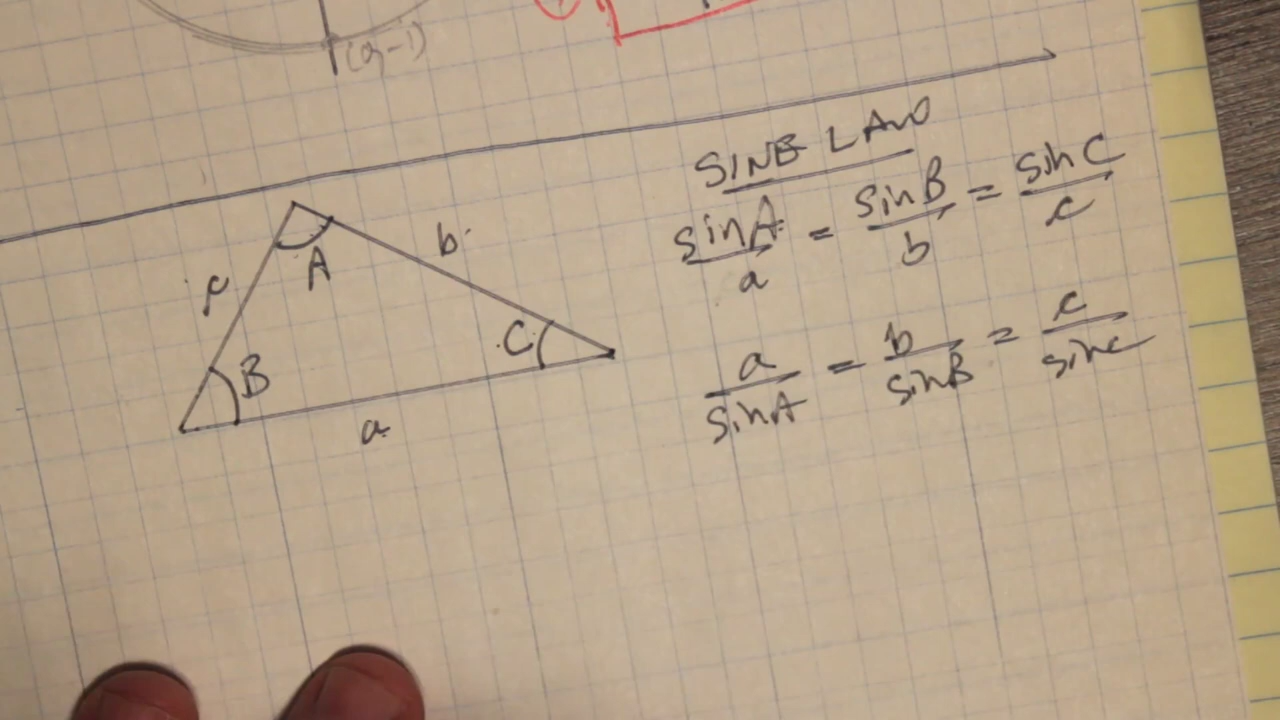 (0,-1)
SINE LAW
sinA/a = sinB/b = sinC/c
a/sinA = b/sinB = c/sinc
c
A
b
B
C
a